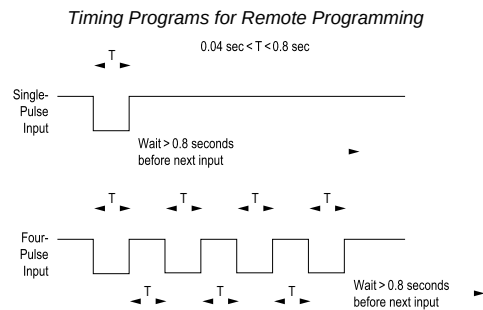 Timing Programs for Remote Programming
T
0.04 sec < T < 0.8 sec
Single-
Pulse
Input
Wait > 0.8 seconds
before next input
T T T T
Four-
Pulse
Input
T T T
Wait > 0.8 seconds
before next input